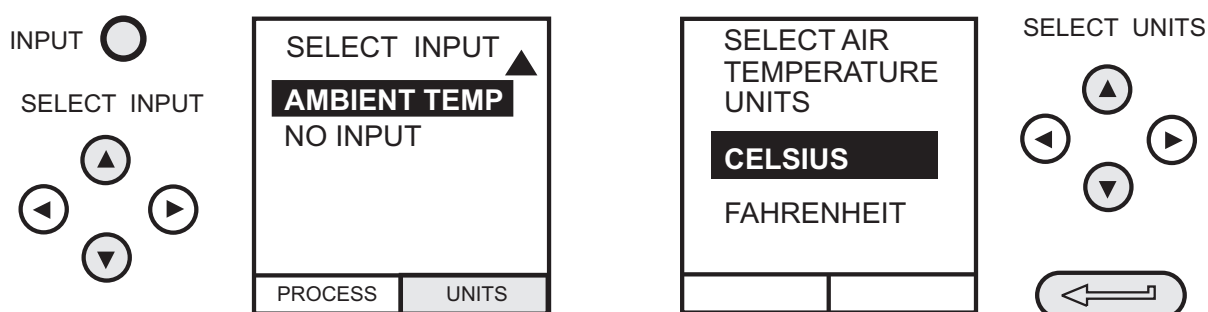 INPUT
SELECT INPUT
SELECT INPUT
AMBIENT TEMP
NO INPUT
PROCESS UNITS
SELECT AIR
TEMPERATURE
UNITS
CELSIUS
FAHRENHEIT
SELECT UNITS